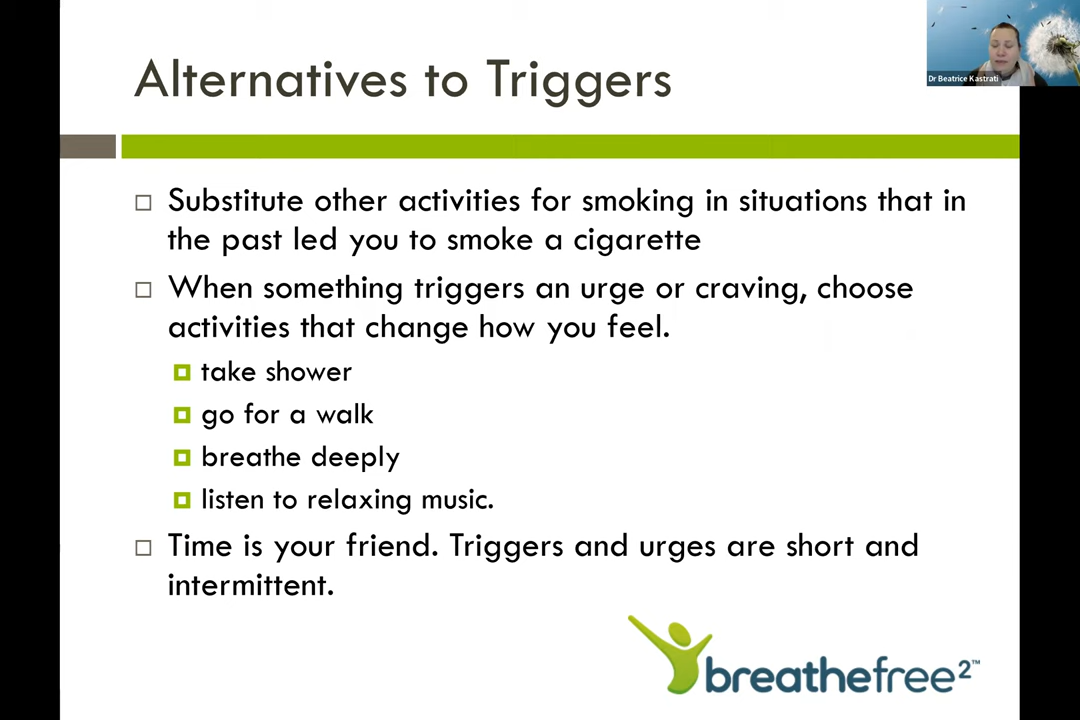 Alternatives to Triggers
Dr Beatrice Kastrati
Substitute other activities for smoking in situations that in
the past led you to smoke a cigarette
When something triggers an urge or craving, choose
activities that change how you feel.
take shower
go for a walk
breathe deeply
listen to relaxing music.
Time is your friend. Triggers and urges are short and
intermittent.
breathefree2™